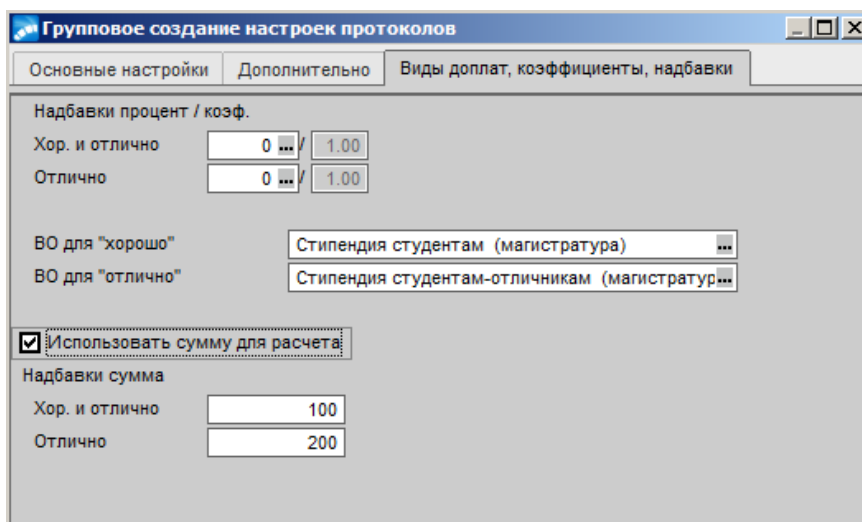 Групповое создание настроек протоколов
Основные настройки Дополнительно Виды доплат, коэффициенты, надбавки
Надбавки процент / коэф.
Хор. и отлично 0 ... / 1.00
Отлично 0 ... / 1.00
ВО для "хорошо" Стипендия студентам (магистратура) ...
ВО для "отлично" Стипендия студентам-отличникам (магистратур...
Использовать сумму для расчета
Надбавки сумма
Хор. и отлично 100
Отлично 200